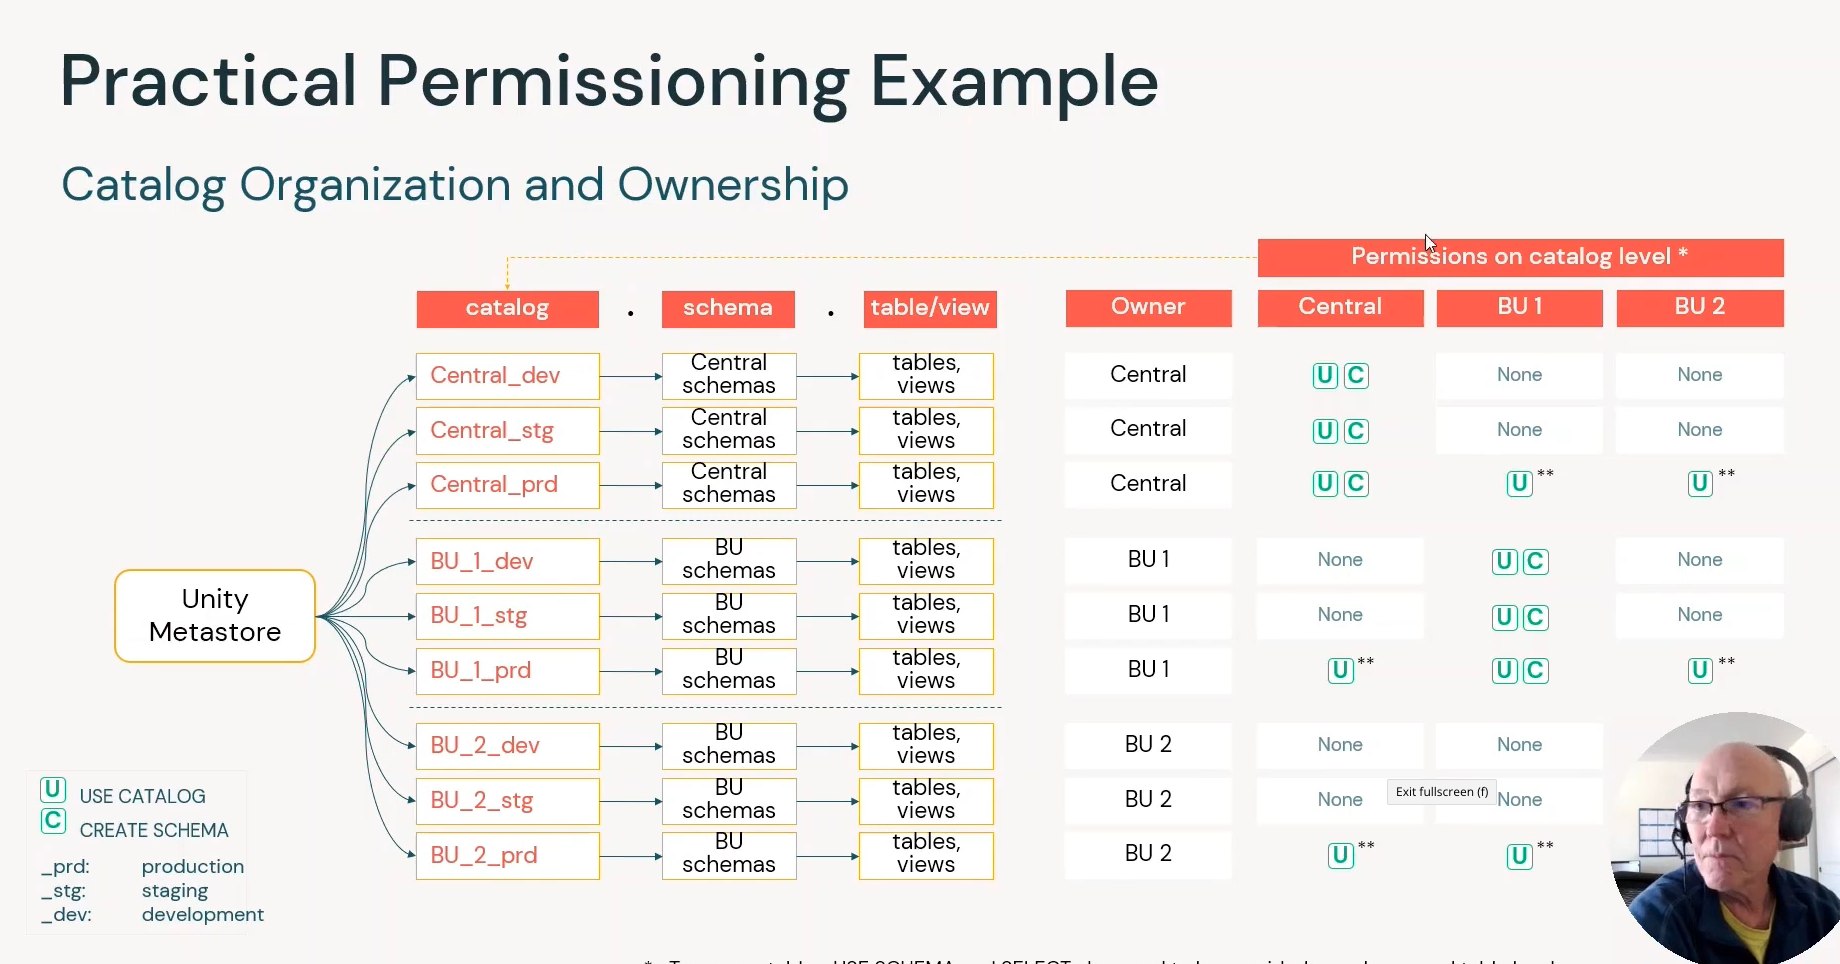 Practical Permissioning Example
Catalog Organization and Ownership
Permissions on catalog level *
catalog . schema . table/view Owner Central BU 1 BU 2
Central_dev Central schemas tables, views Central U C None None
Central_stg Central schemas tables, views Central U C None None
Central_prd Central schemas tables, views Central U C U ** U **
BU_1_dev BU schemas tables, views BU 1 None U C None
BU_1_stg BU schemas tables, views BU 1 None U C None
BU_1_prd BU schemas tables, views BU 1 U ** U C U **
Unity
Metastore
BU_2_dev BU schemas tables, views BU 2 None None
BU_2_stg BU schemas tables, views BU 2 None None
Exit fullscreen (f)
BU_2_prd BU schemas tables, views BU 2 U ** U **
U USE CATALOG
C CREATE SCHEMA
_prd: production
_stg: staging
_dev: development